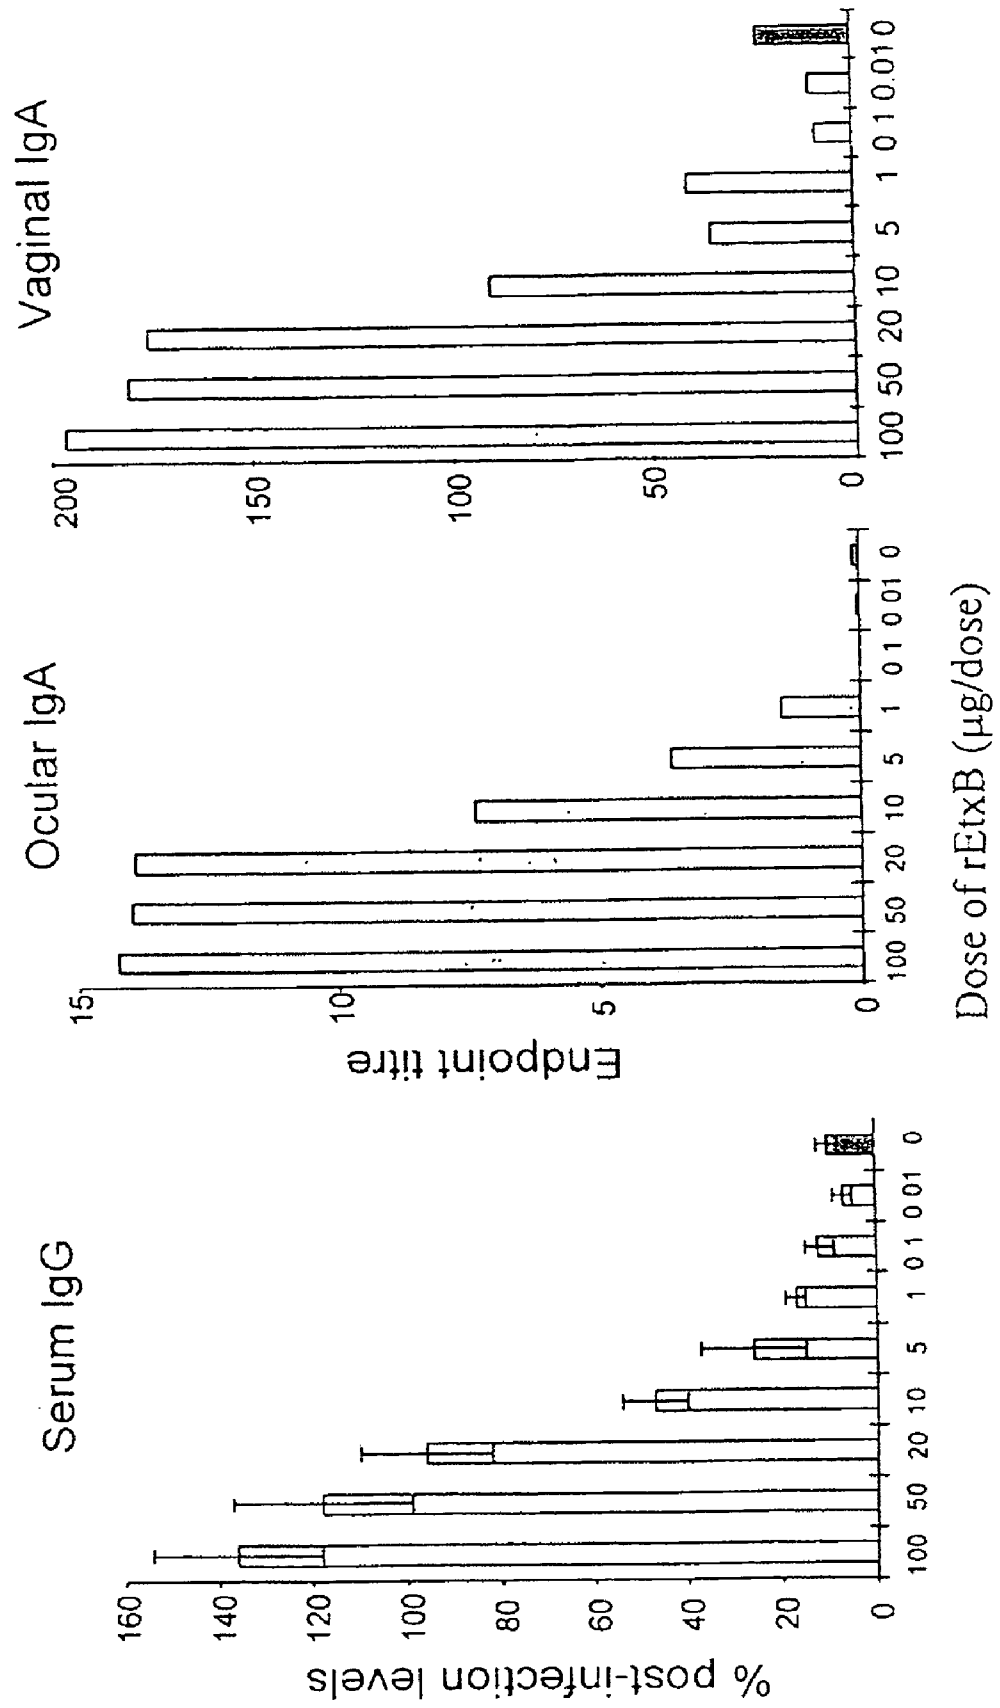 Serum IgG
% post-infection levels
160
140
120
100
80
60
40
20
0
100 50 20 10 5 1 0 1 0 01 0
Ocular IgA
Endpoint titre
15
10
5
0
100 50 20 10 5 1 0 1 0 01 0
Vaginal IgA
200
150
100
50
0
100 50 20 10 5 1 0 1 0.01 0
Dose of rEtxB (µg/dose)